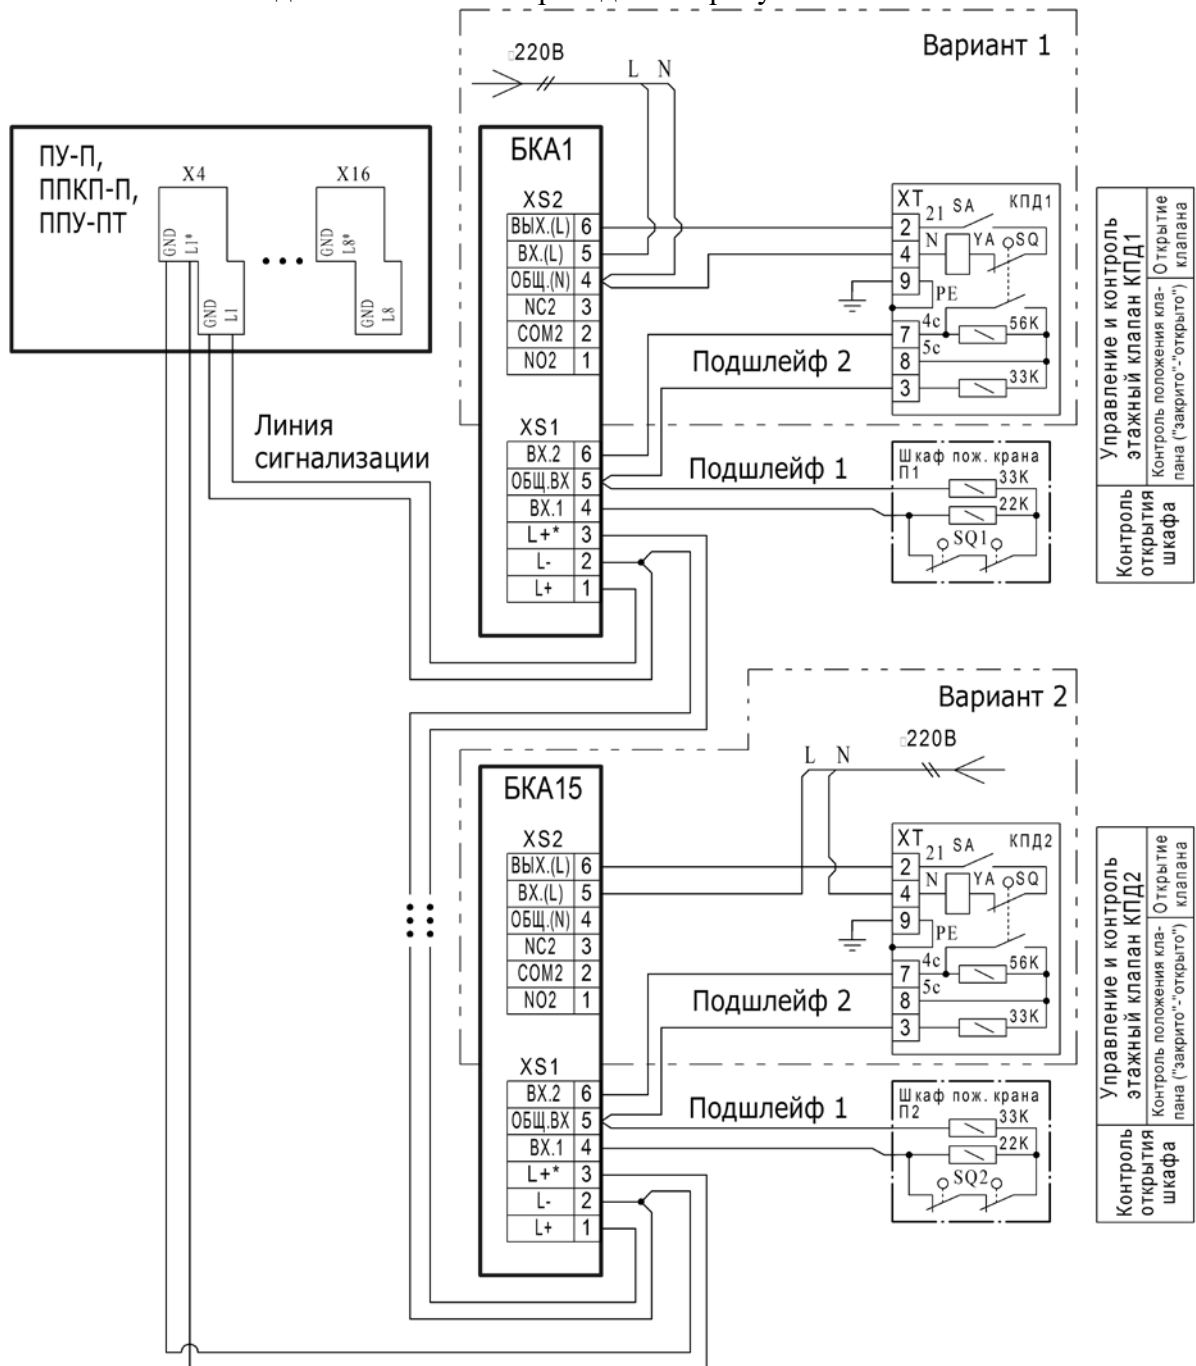 Вариант 1
220В
L N
ПУ-П,
ППКП-П,
ППУ-ПТ
X4
X16
GND
L1*
GND
L1
GND
L8*
GND
L8
БКА1
XS2
ВЫХ.(L) 6
ВХ.(L) 5
ОБЩ.(N) 4
NC2 3
COM2 2
NO2 1
XS1
ВХ.2 6
ОБЩ.ВХ 5
ВХ.1 4
L+* 3
L- 2
L+ 1
XT
КПД1
2 21 SA
4 N YA SQ
9 PE
7 4c 56K
8 5c
3 33K
Подшлейф 2
Линия
сигнализации
Подшлейф 1
Шкаф пож. крана
П1
33K
22K
SQ1
Управление и контроль
этажный клапан КПД1
Открытие
клапана
Контроль положения кла-
пана ("закрито"-"открыто")
Контроль
открытия
шкафа
Вариант 2
220В
L N
БКА15
XS2
ВЫХ.(L) 6
ВХ.(L) 5
ОБЩ.(N) 4
NC2 3
COM2 2
NO2 1
XS1
ВХ.2 6
ОБЩ.ВХ 5
ВХ.1 4
L+* 3
L- 2
L+ 1
XT
КПД2
2 21 SA
4 N YA SQ
9 PE
7 4c 56K
8 5c
3 33K
Подшлейф 2
Подшлейф 1
Шкаф пож. крана
П2
33K
22K
SQ2
Управление и контроль
этажный клапан КПД2
Открытие
клапана
Контроль положения кла-
пана ("закрито"-"открыто")
Контроль
открытия
шкафа